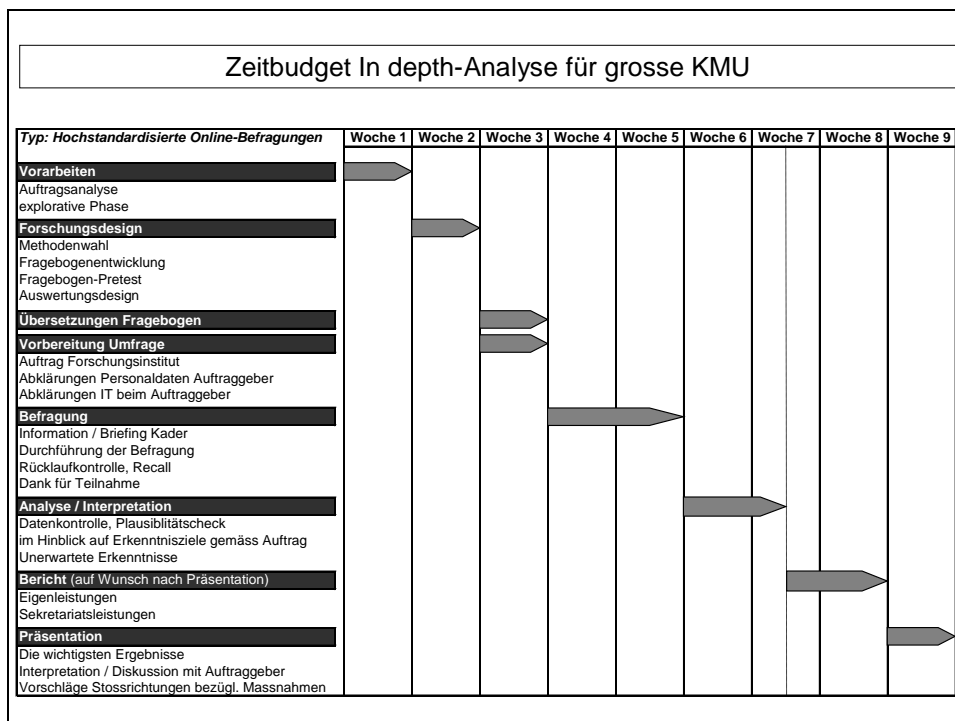 Zeitbudget In depth-Analyse für grosse KMU
Typ: Hochstandardisierte Online-Befragungen Woche 1 Woche 2 Woche 3 Woche 4 Woche 5 Woche 6 Woche 7 Woche 8 Woche 9
Vorarbeiten
Auftragsanalyse
explorative Phase
Forschungsdesign
Methodenwahl
Fragebogenentwicklung
Fragebogen-Pretest
Auswertungsdesign
Übersetzungen Fragebogen
Vorbereitung Umfrage
Auftrag Forschungsinstitut
Abklärungen Personaldaten Auftraggeber
Abklärungen IT beim Auftraggeber
Befragung
Information / Briefing Kader
Durchführung der Befragung
Rücklaufkontrolle, Recall
Dank für Teilnahme
Analyse / Interpretation
Datenkontrolle, Plausiblitätscheck
im Hinblick auf Erkenntnisziele gemäss Auftrag
Unerwartete Erkenntnisse
Bericht (auf Wunsch nach Präsentation)
Eigenleistungen
Sekretariatsleistungen
Präsentation
Die wichtigsten Ergebnisse
Interpretation / Diskussion mit Auftraggeber
Vorschläge Stossrichtungen bezügl. Massnahmen